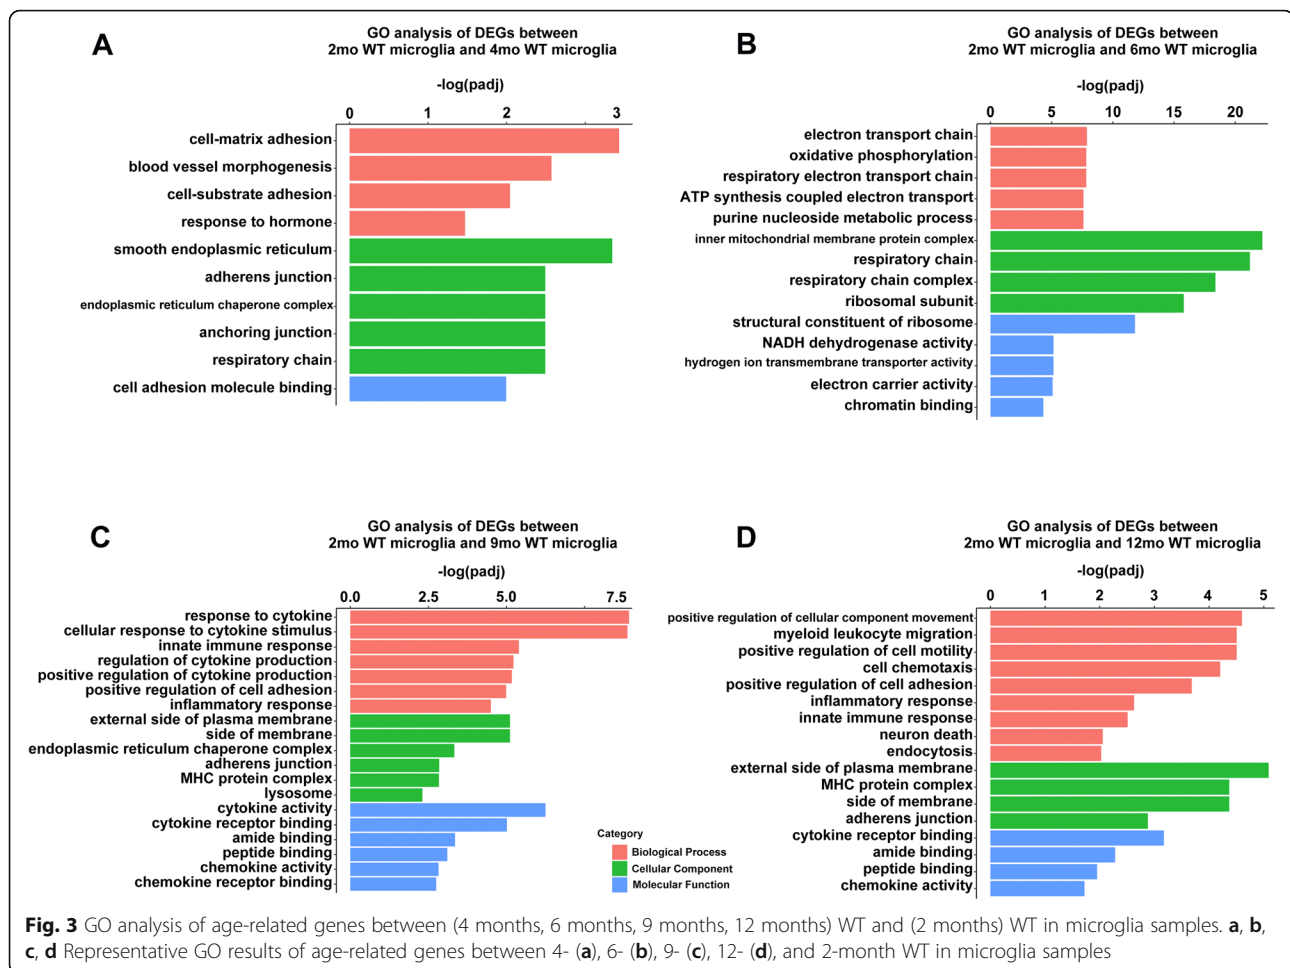 A
GO analysis of DEGs between
2mo WT microglia and 4mo WT microglia
-log(padj)
0 1 2 3
cell-matrix adhesion
blood vessel morphogenesis
cell-substrate adhesion
response to hormone
smooth endoplasmic reticulum
adherens junction
endoplasmic reticulum chaperone complex
anchoring junction
respiratory chain
cell adhesion molecule binding
B
GO analysis of DEGs between
2mo WT microglia and 6mo WT microglia
-log(padj)
0 5 10 15 20
electron transport chain
oxidative phosphorylation
respiratory electron transport chain
ATP synthesis coupled electron transport
purine nucleoside metabolic process
inner mitochondrial membrane protein complex
respiratory chain
respiratory chain complex
ribosomal subunit
structural constituent of ribosome
NADH dehydrogenase activity
hydrogen ion transmembrane transporter activity
electron carrier activity
chromatin binding
C
GO analysis of DEGs between
2mo WT microglia and 9mo WT microglia
-log(padj)
0.0 2.5 5.0 7.5
response to cytokine
cellular response to cytokine stimulus
innate immune response
regulation of cytokine production
positive regulation of cytokine production
positive regulation of cell adhesion
inflammatory response
external side of plasma membrane
side of membrane
endoplasmic reticulum chaperone complex
adherens junction
MHC protein complex
lysosome
cytokine activity
cytokine receptor binding
amide binding
peptide binding
chemokine activity
chemokine receptor binding
Category
Biological Process
Cellular Component
Molecular Function
D
GO analysis of DEGs between
2mo WT microglia and 12mo WT microglia
-log(padj)
0 1 2 3 4 5
positive regulation of cellular component movement
myeloid leukocyte migration
positive regulation of cell motility
cell chemotaxis
positive regulation of cell adhesion
inflammatory response
innate immune response
neuron death
endocytosis
external side of plasma membrane
MHC protein complex
side of membrane
adherens junction
cytokine receptor binding
amide binding
peptide binding
chemokine activity
Fig. 3 GO analysis of age-related genes between (4 months, 6 months, 9 months, 12 months) WT and (2 months) WT in microglia samples. a, b,
c, d Representative GO results of age-related genes between 4- (a), 6- (b), 9- (c), 12- (d), and 2-month WT in microglia samples